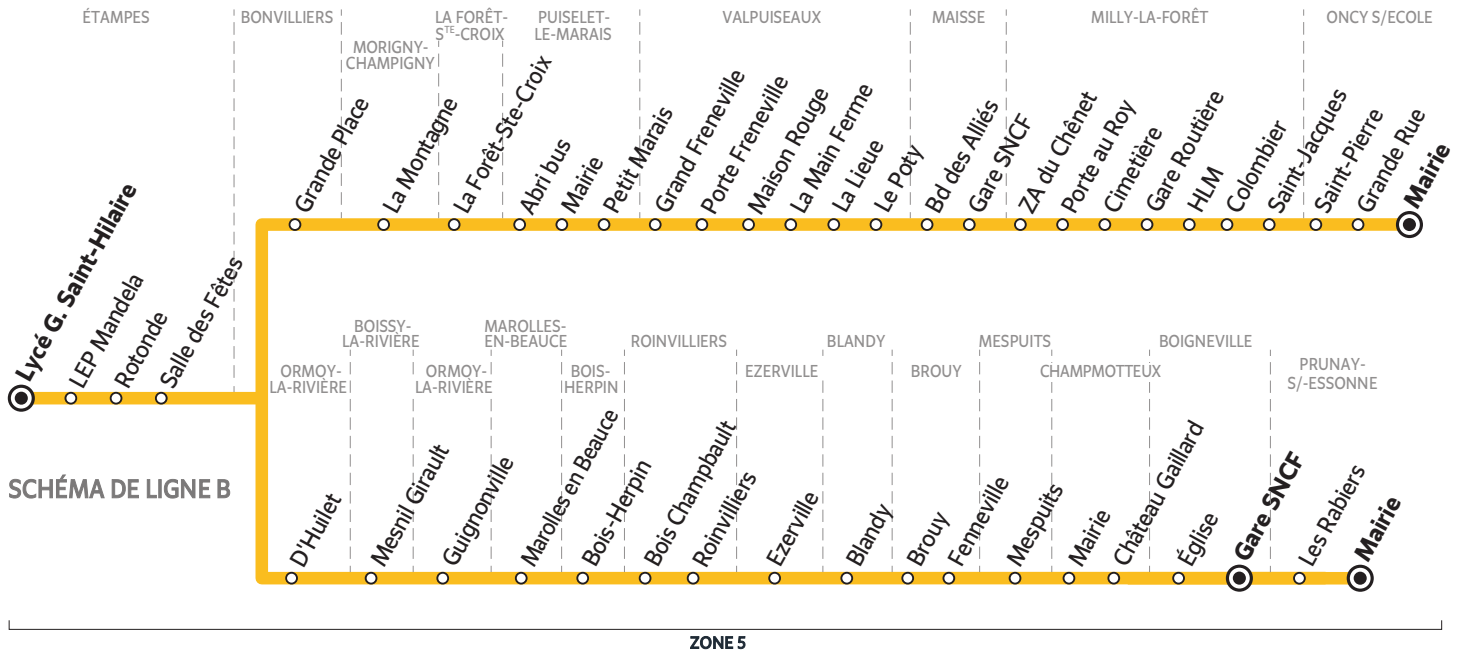 ÉTAMPES
BONVILLIERS
MORIGNY-
CHAMPIGNY
LA FORÊT-
STE-CROIX
PUISELET-
LE-MARAIS
VALPUISEAUX
MAISSE
MILLY-LA-FORÊT
ONCY S/ECOLE
Lycé G. Saint-Hilaire
LEP Mandela
Rotonde
Salle des Fêtes
Grande Place
La Montagne
La Forêt-Ste-Croix
Abri bus
Mairie
Petit Marais
Grand Freneville
Porte Freneville
Maison Rouge
La Main Ferme
La Lieue
Le Poty
Bd des Alliés
Gare SNCF
ZA du Chênet
Porte au Roy
Cimetière
Gare Routière
HLM
Colombier
Saint-Jacques
Saint-Pierre
Grande Rue
Mairie
ORMOY-
LA-RIVIÈRE
BOISSY-
LA-RIVIÈRE
ORMOY-
LA-RIVIÈRE
MAROLLES-
EN-BEAUCE
BOIS-
HERPIN
ROINVILLIERS
EZERVILLE
BLANDY
BROUY
MESPUITS
CHAMPMOTTEUX
BOIGNEVILLE
PRUNAY-
S/-ESSONNE
D'Huilet
Mesnil Girault
Guignonville
Marolles en Beauce
Bois-Herpin
Bois Champbault
Roinvilliers
Ezerville
Blandy
Brouy
Fenneville
Mespuits
Mairie
Château Gaillard
Église
Gare SNCF
Les Rabiers
Mairie
SCHÉMA DE LIGNE B
ZONE 5